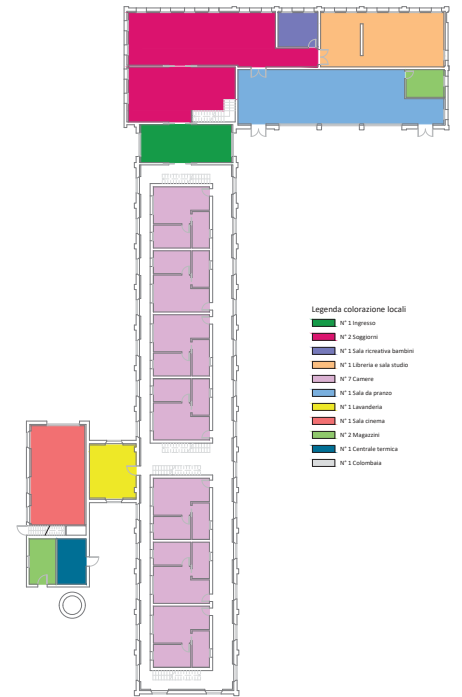 Legenda colorazione locali
N° 1 Ingresso
N° 2 Soggiorni
N° 1 Sala ricreativa bambini
N° 1 Libreria e sala studio
N° 7 Camere
N° 1 Sala da pranzo
N° 1 Lavanderia
N° 1 Sala cinema
N° 2 Magazzini
N° 1 Centrale termica
N° 1 Colombaia